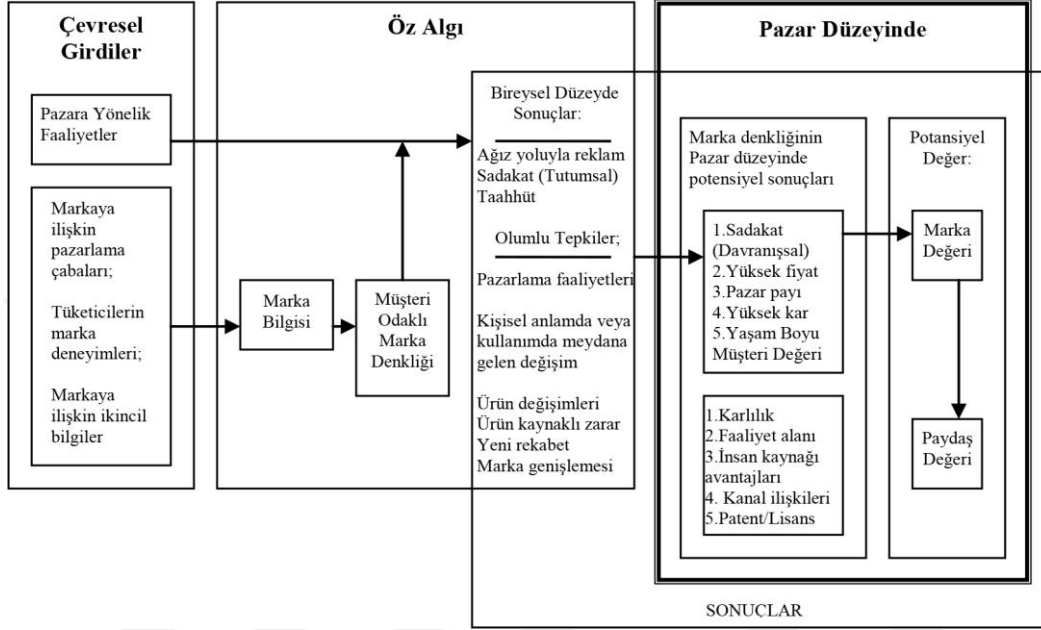 Çevresel
Girdiler
Pazara Yönelik
Faaliyetler
Markaya
ilişkin
pazarlama
çabaları;
Tüketicilerin
marka
deneyimleri;
Markaya
ilişkin ikincil
bilgiler
Öz Algı
Marka
Bilgisi
Müşteri
Odaklı
Marka
Denkliği
Bireysel Düzeyde
Sonuçlar:
Ağız yoluyla reklam
Sadakat (Tutumsal)
Taahhüt
Olumlu Tepkiler;
Pazarlama faaliyetleri
Kişisel anlamda veya
kullanımda meydana
gelen değişim
Ürün değişimleri
Ürün kaynaklı zarar
Yeni rekabet
Marka genişlemesi
Pazar Düzeyinde
Marka denkliğinin
Pazar düzeyinde
potensiyel sonuçları
1.Sadakat
(Davranışsal)
2.Yüksek fiyat
3.Pazar payı
4.Yüksek kar
5.Yaşam Boyu
Müşteri Değeri
1.Karlılık
2.Faaliyet alanı
3.İnsan kaynağı
avantajları
4. Kanal ilişkileri
5.Patent/Lisans
Potansiyel
Değer:
Marka
Değeri
Paydaş
Değeri
SONUCLAR